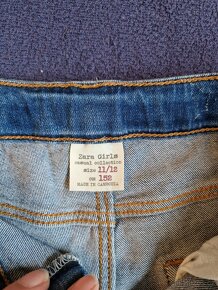 Zara Girls
casual collection
size 11/12
cm 152
MADE IN CAMBODIA